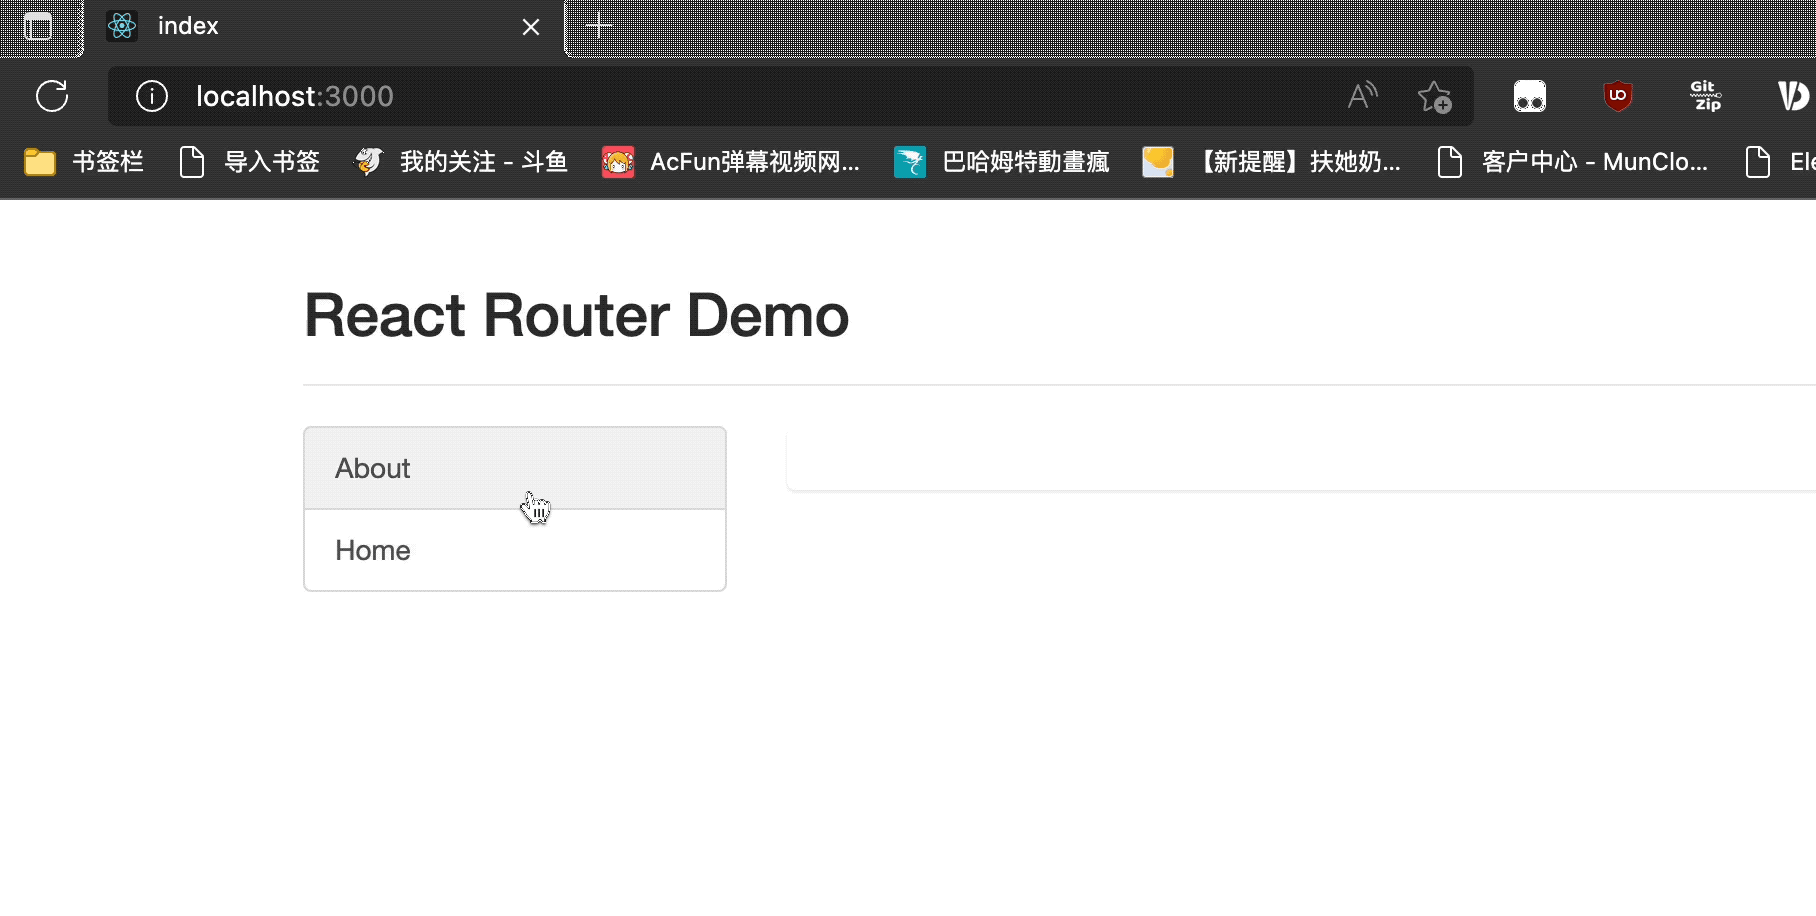 index
localhost:3000
书签栏 导入书签 我的关注 - 斗鱼 AcFun弹幕视频网... 巴哈姆特動畫瘋 【新提醒】扶她奶... 客户中心 - MunClo... Ele
Git
Zip
React Router Demo
About
Home